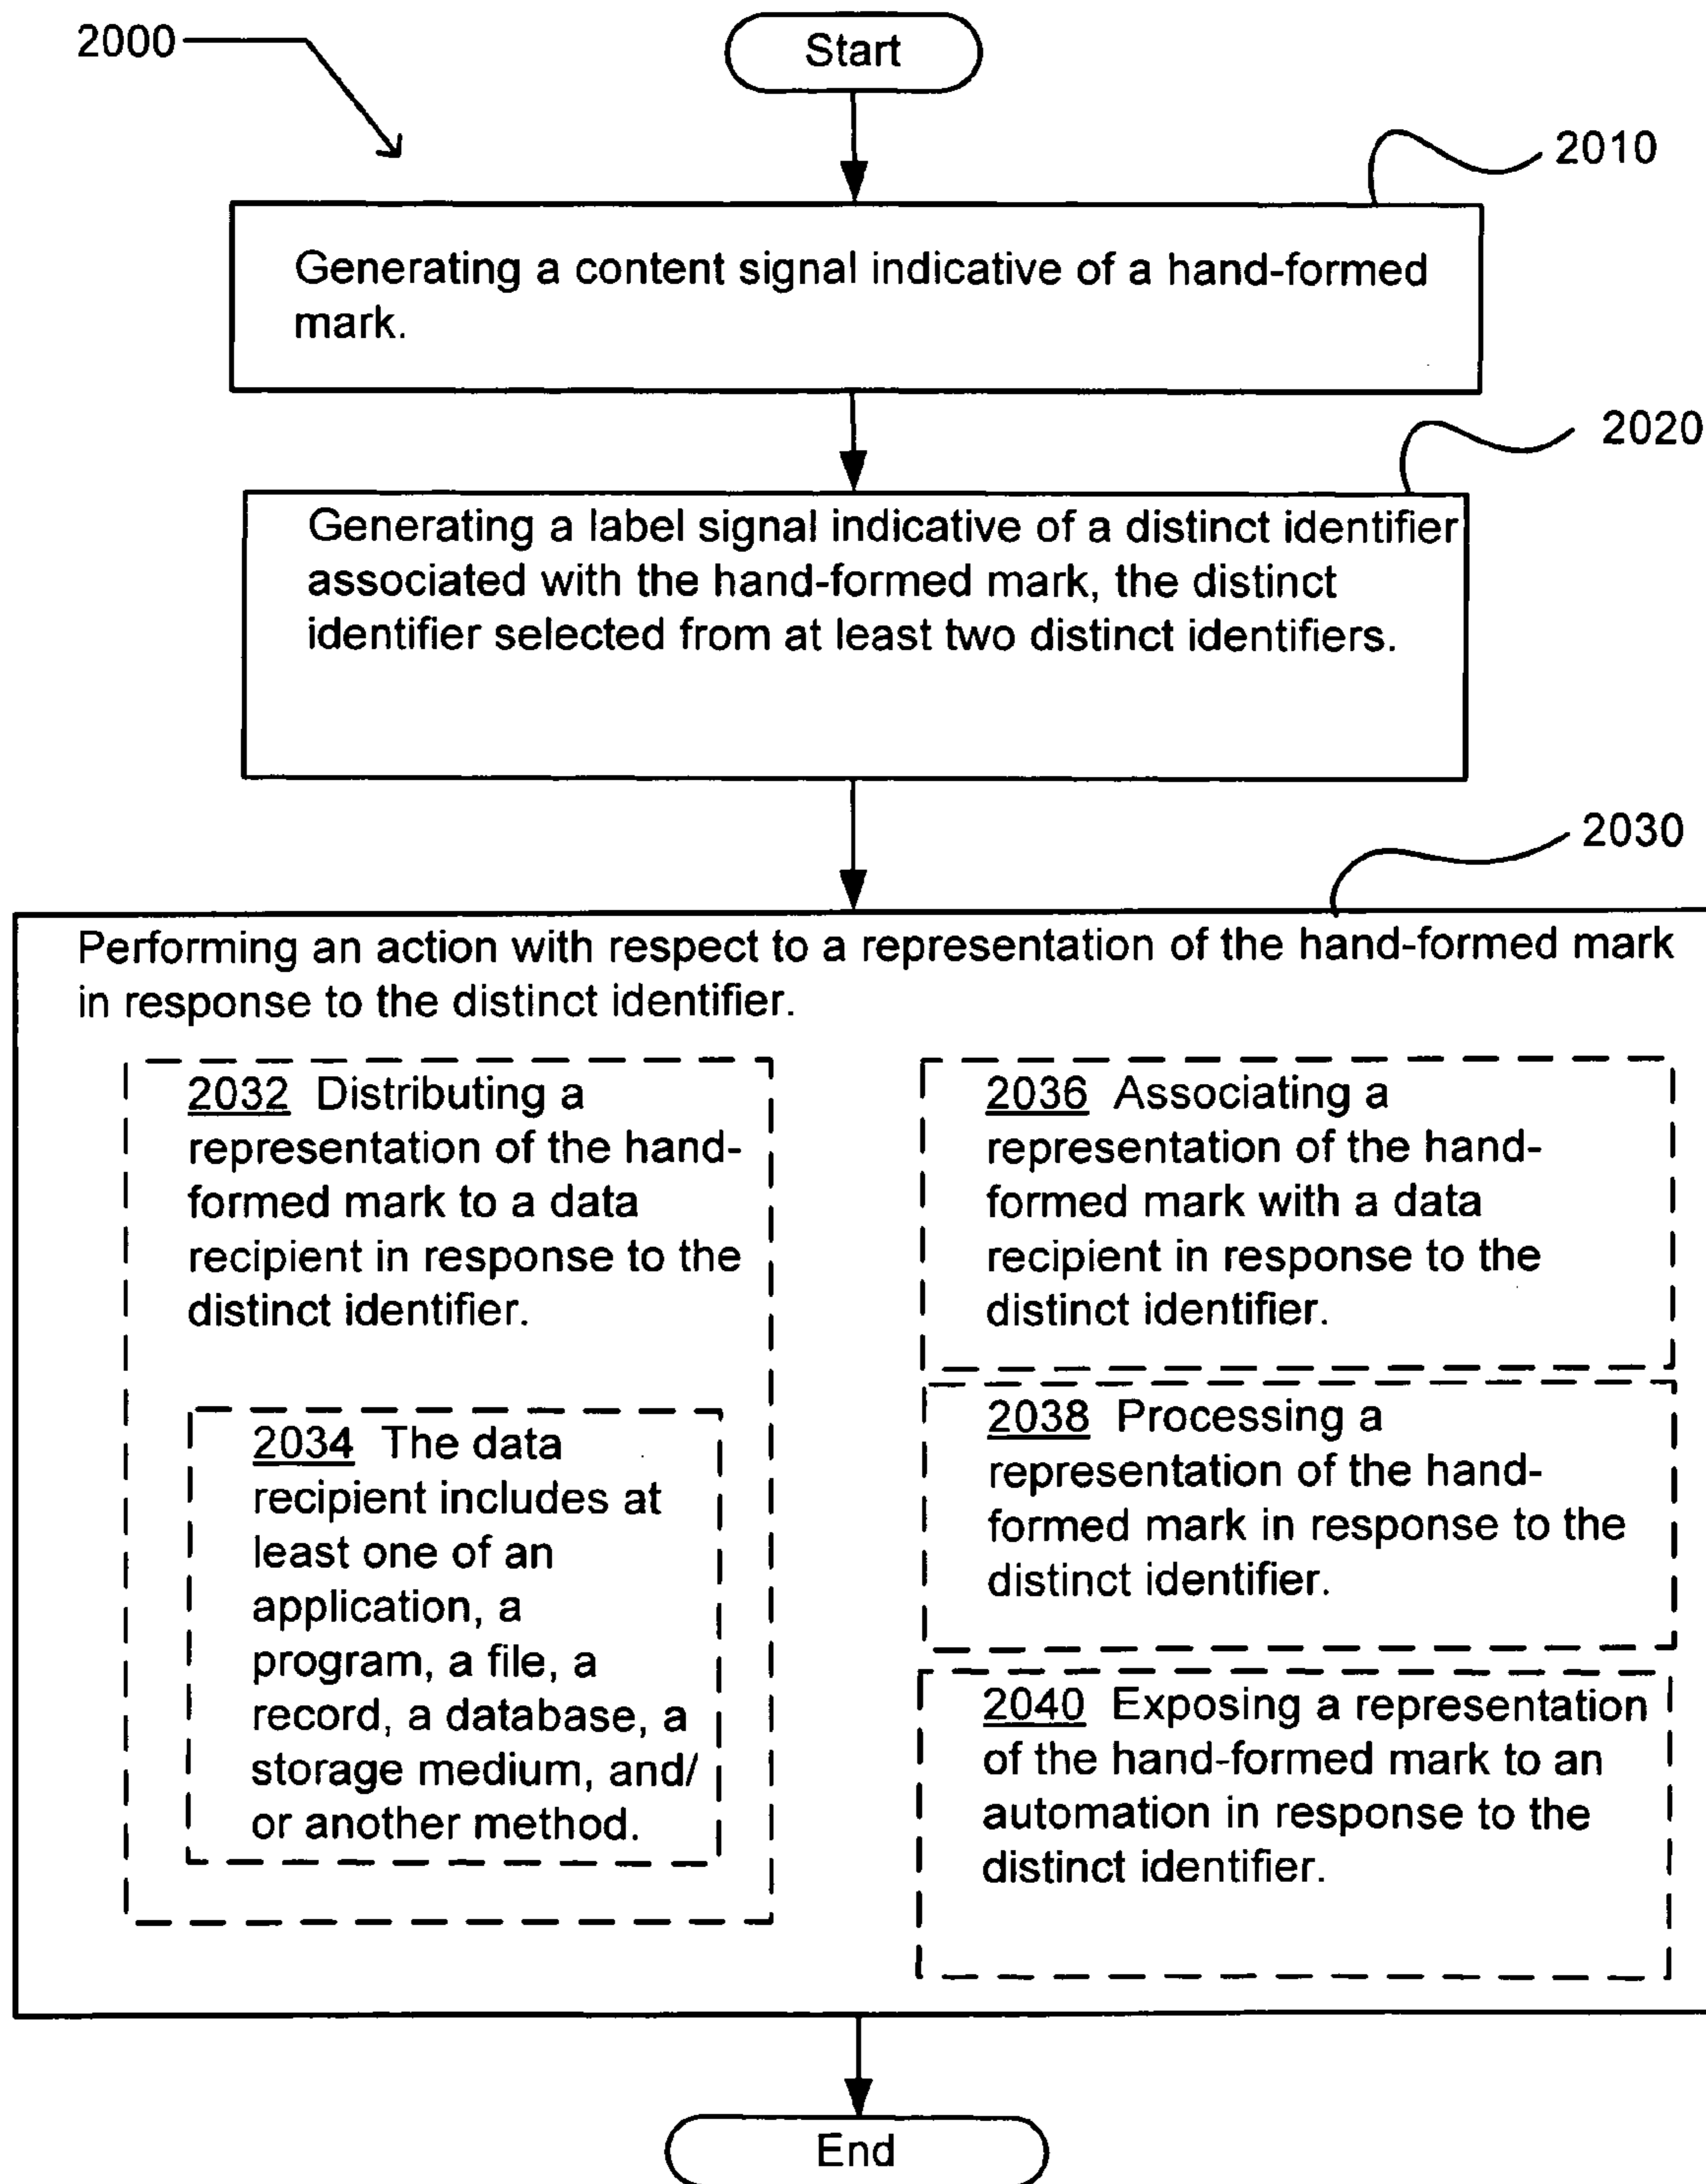 2000
Start
2010
Generating a content signal indicative of a hand-formed
mark.
2020
Generating a label signal indicative of a distinct identifier
associated with the hand-formed mark, the distinct
identifier selected from at least two distinct identifiers.
2030
Performing an action with respect to a representation of the hand-formed mark
in response to the distinct identifier.
2032 Distributing a
representation of the hand-
formed mark to a data
recipient in response to the
distinct identifier.
2034 The data
recipient includes at
least one of an
application, a
program, a file, a
record, a database, a
storage medium, and/
or another method.
2036 Associating a
representation of the hand-
formed mark with a data
recipient in response to the
distinct identifier.
2038 Processing a
representation of the hand-
formed mark in response to the
distinct identifier.
2040 Exposing a representation
of the hand-formed mark to an
automation in response to the
distinct identifier.
End